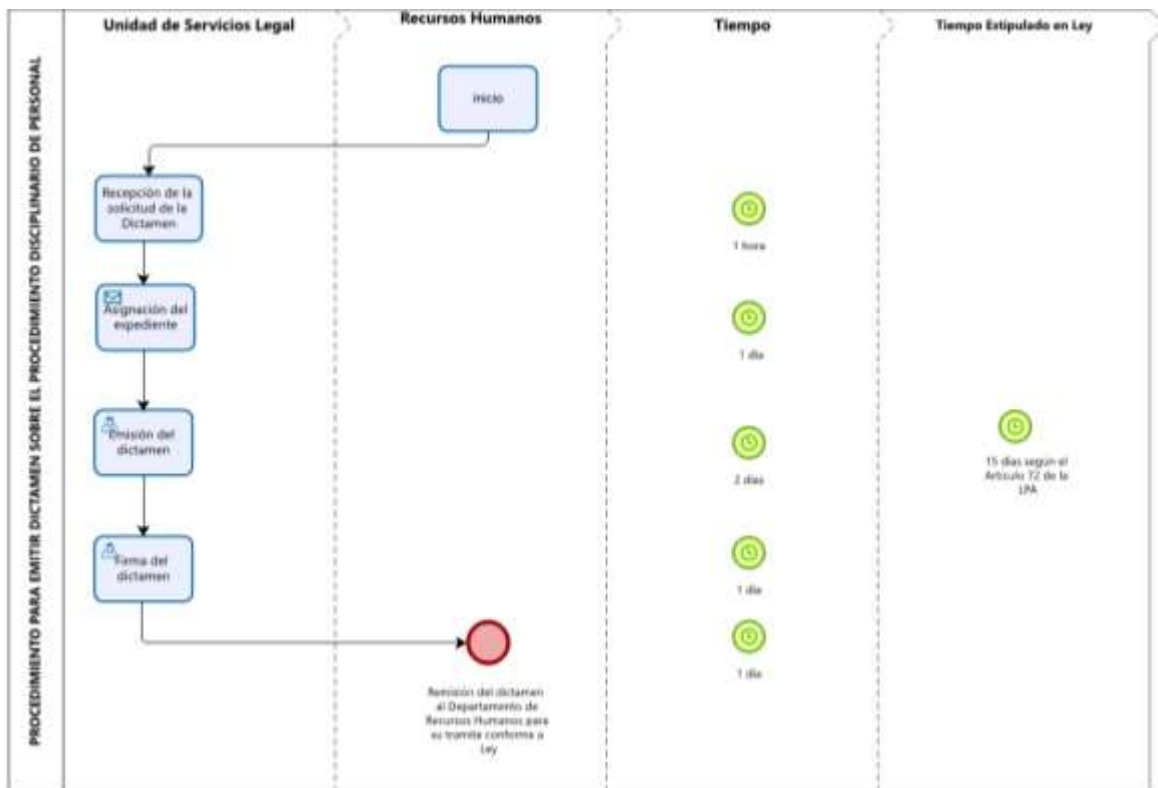 PROCEDIMIENTO PARA EMITIR DICTAMEN SOBRE EL PROCEDIMIENTO DISCIPLINARIO DE PERSONAL
Unidad de Servicios Legal
Recursos Humanos
Tiempo
Tiempo Estipulado en Ley
inicio
Recepción de la
solicitud de la
Dictamen
1 hora
Asignación del
expediente
1 día
Emisión del
dictamen
2 días
15 días según el
Artículo 72 de la
LPA
Firma del
dictamen
1 día
Remisión del dictamen
al Departamento de
Recursos Humanos para
su tramite conforme a
Ley
1 día